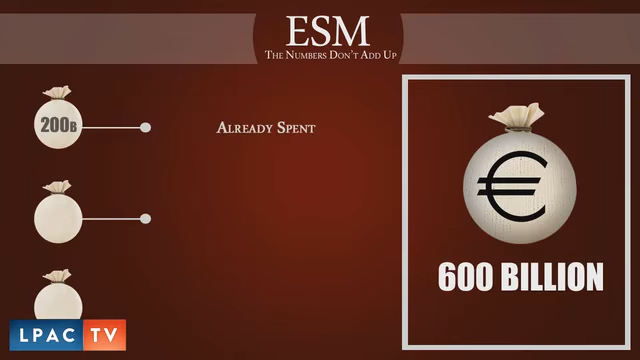 ESM
The Numbers Don't Add Up
200B
Already Spent
€
600 BILLION
LPAC TV